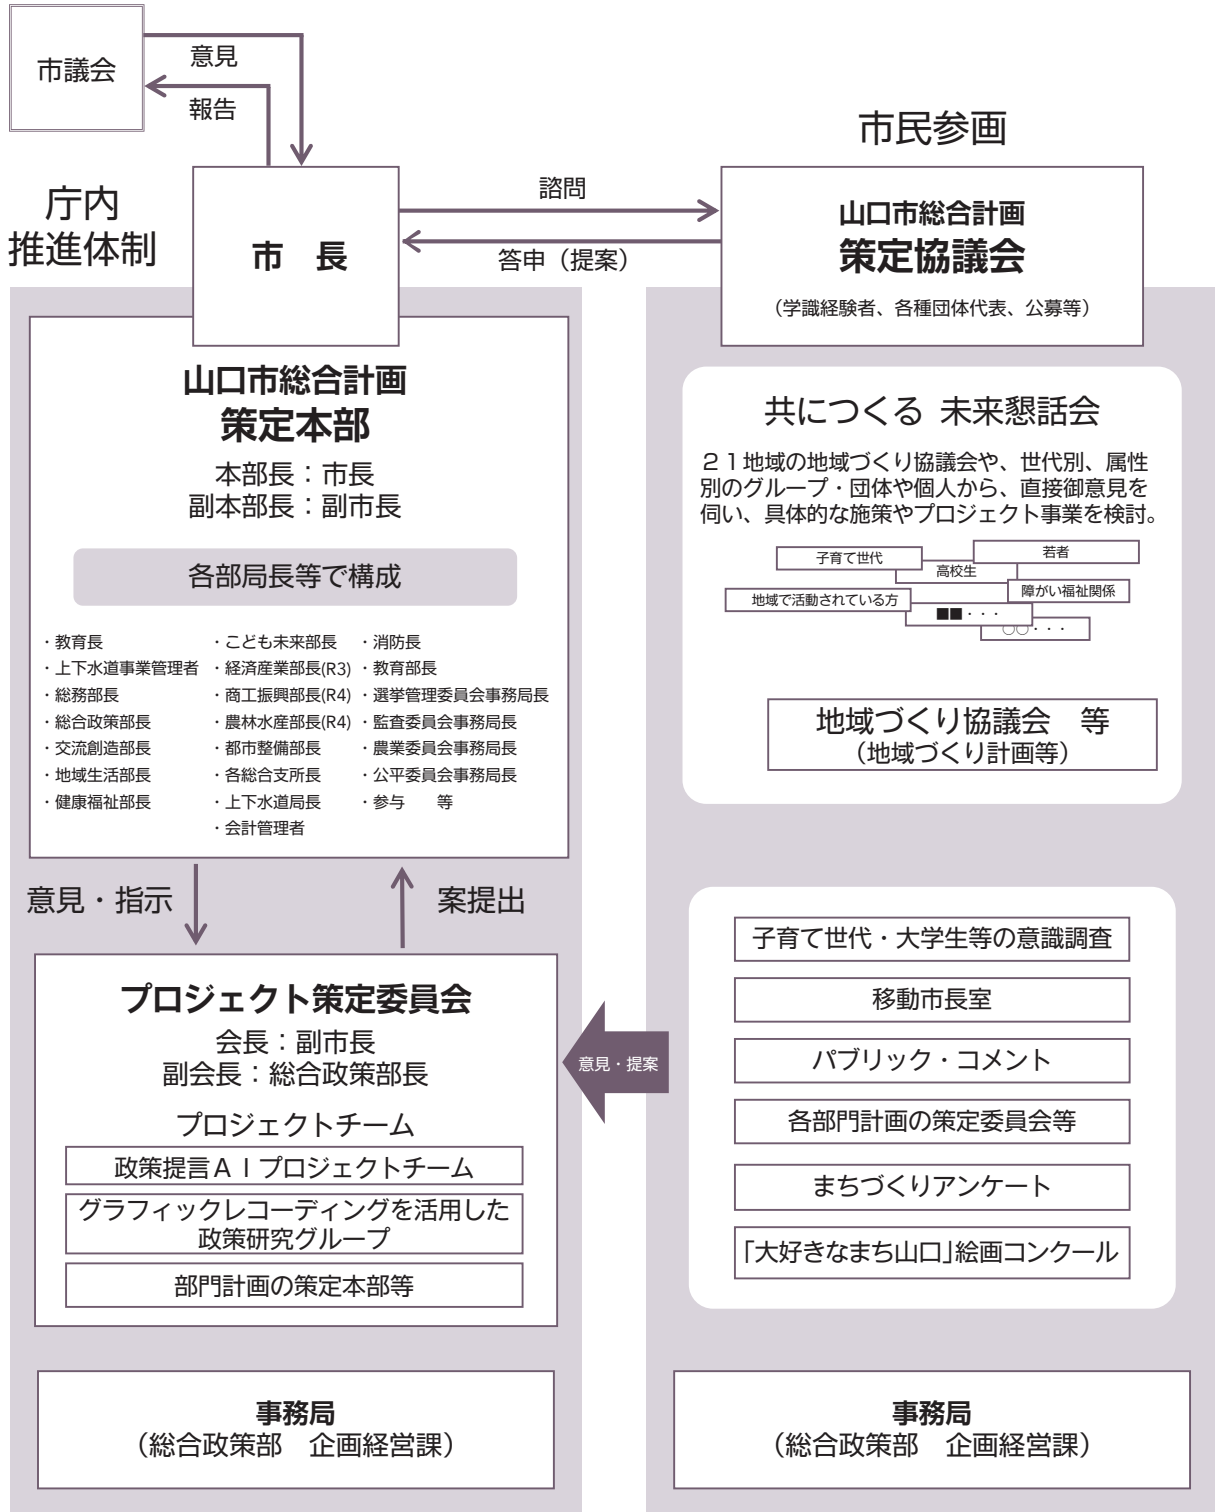 市議会
意見
報告
市民参画
庁内
推進体制
市　長
諮問
答申（提案）
山口市総合計画
策定協議会
（学識経験者、各種団体代表、公募等）
山口市総合計画
策定本部
本部長：市長
副本部長：副市長
各部局長等で構成
・教育長
・上下水道事業管理者
・総務部長
・総合政策部長
・交流創造部長
・地域生活部長
・健康福祉部長
・こども未来部長
・経済産業部長(R3)
・商工振興部長(R4)
・農林水産部長(R4)
・都市整備部長
・各総合支所長
・上下水道局長
・会計管理者
・消防長
・教育部長
・選挙管理委員会事務局長
・監査委員会事務局長
・農業委員会事務局長
・公平委員会事務局長
・参与　　等
意見・指示
案提出
プロジェクト策定委員会
会長：副市長
副会長：総合政策部長
プロジェクトチーム
政策提言ＡＩプロジェクトチーム
グラフィックレコーディングを活用した
政策研究グループ
部門計画の策定本部等
事務局
（総合政策部　企画経営課）
共につくる 未来懇話会
２１地域の地域づくり協議会や、世代別、属性
別のグループ・団体や個人から、直接御意見を
伺い、具体的な施策やプロジェクト事業を検討。
子育て世代
高校生
若者
地域で活動されている方
障がい福祉関係
■■・・・
○○・・・
地域づくり協議会　等
（地域づくり計画等）
意見・提案
子育て世代・大学生等の意識調査
移動市長室
パブリック・コメント
各部門計画の策定委員会等
まちづくりアンケート
「大好きなまち山口」絵画コンクール
事務局
（総合政策部　企画経営課）